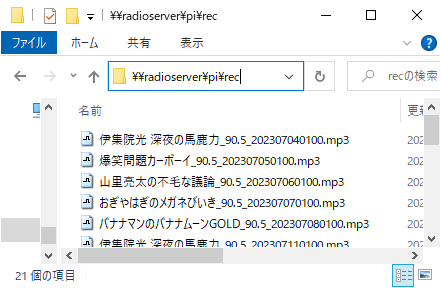 ¥¥radioserver¥pi¥rec
ファイル ホーム 共有 表示
¥¥radioserver¥pi¥rec recの検索
名前 更新
伊集院光 深夜の馬鹿力_90.5_202307040100.mp3 202
爆笑問題カーボーイ_90.5_202307050100.mp3 202
山里亮太の不毛な議論_90.5_202307060100.mp3 202
おぎやはぎのメガネびいき_90.5_202307070100.mp3 202
バナナマンのバナナムーンGOLD_90.5_202307080100.mp3 202
伊集院光 深夜の馬鹿力_90.5_202307110100.mp3 202
21 個の項目